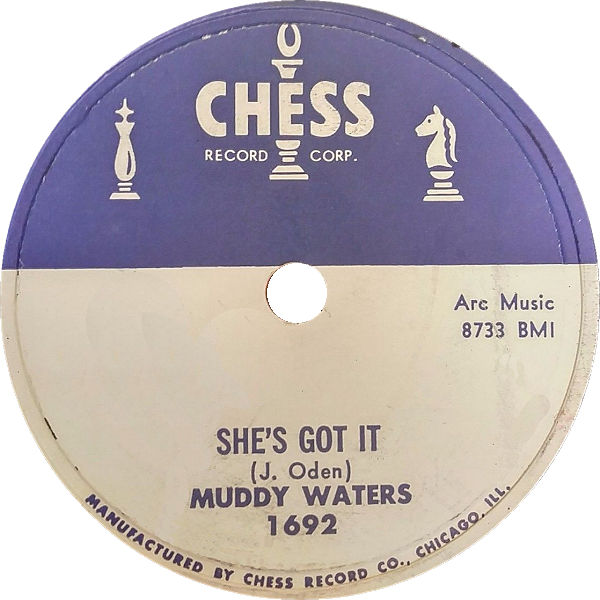 CHESS
RECORD CORP.
Arc Music
8733 BMI
SHE'S GOT IT
(J. Oden)
MUDDY WATERS
1692
MANUFACTURED BY CHESS RECORD CO., CHICAGO, ILL.